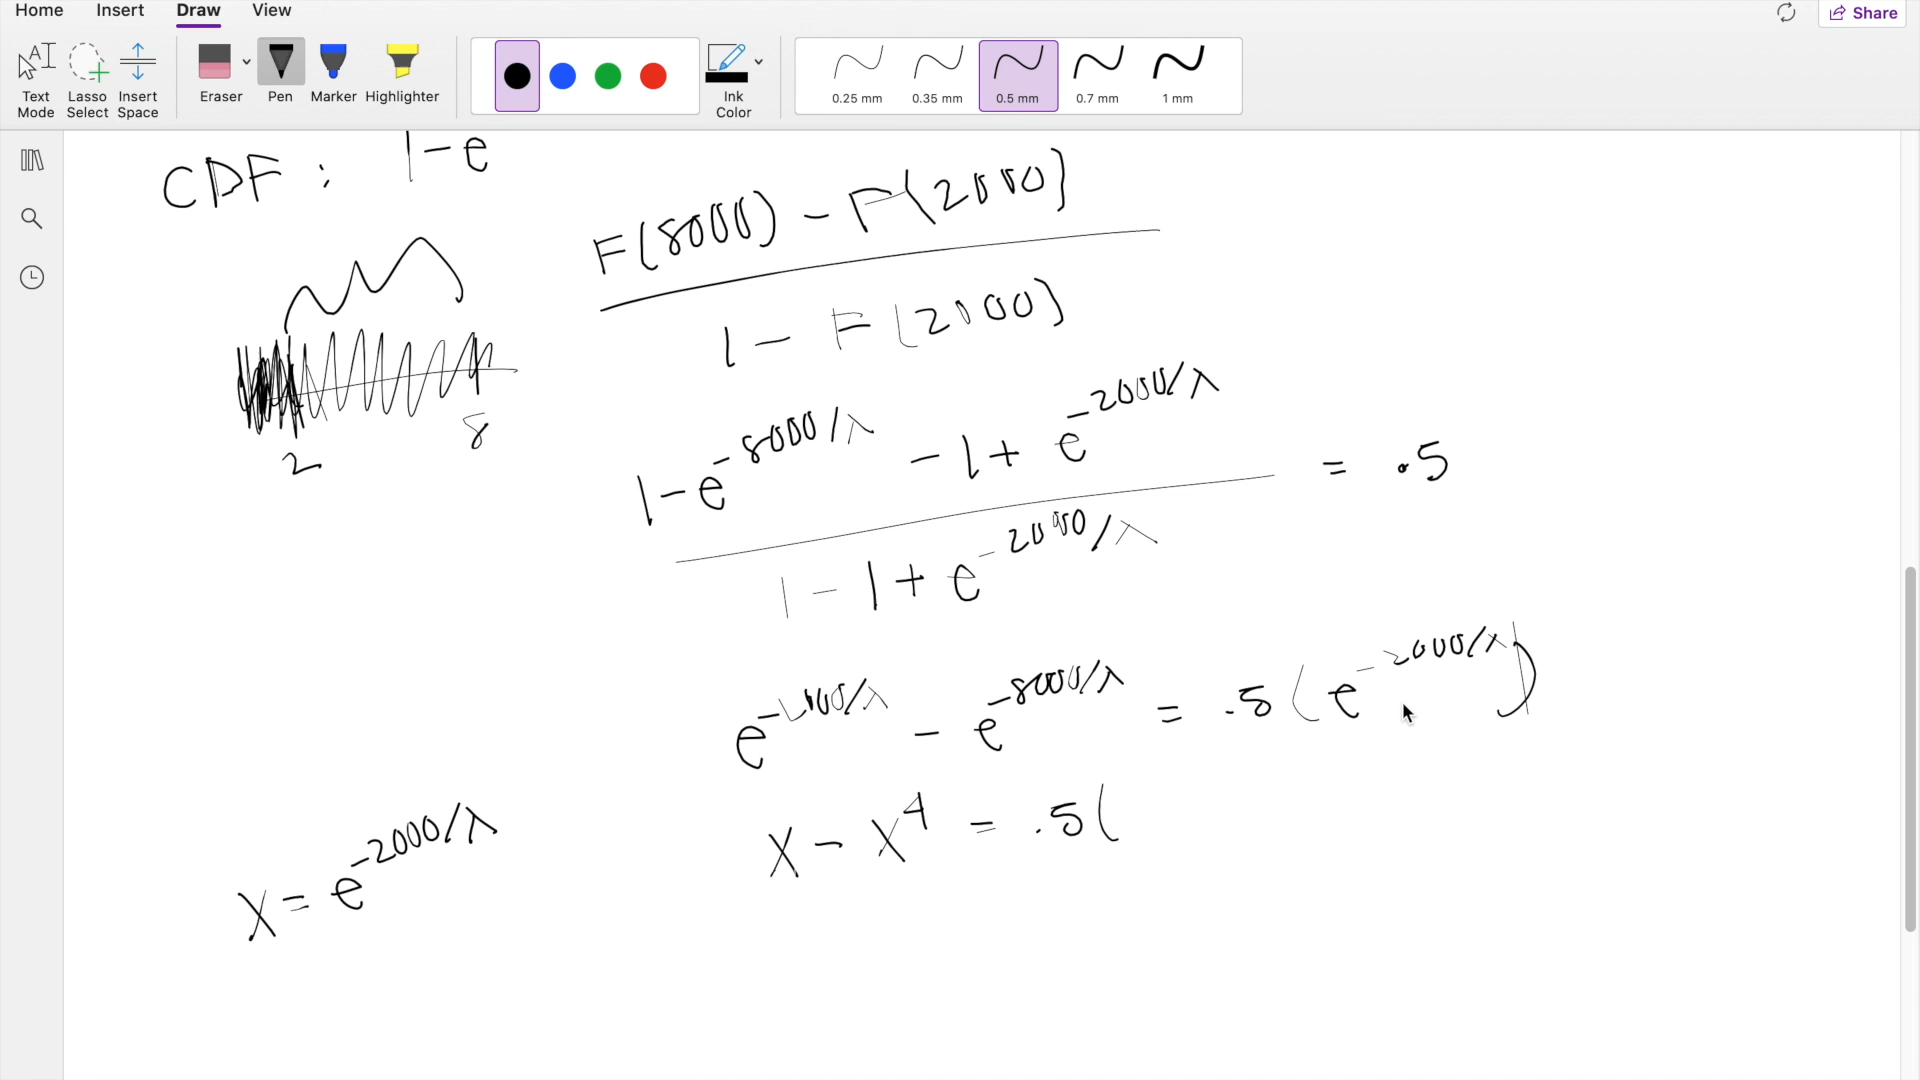 Home Insert Draw View
Share
Text Mode
Lasso Select
Insert Space
Eraser
Pen
Marker
Highlighter
Ink Color
0.25 mm
0.35 mm
0.5 mm
0.7 mm
1 mm
CDF : 1 - e
F(8000) - F(2000)
1 - F(2000)
2 8
1 - e^{-8000/λ} - 1 + e^{-2000/λ} = .5
1 - 1 + e^{-2000/λ}
e^{-2000/λ} - e^{-8000/λ} = .5 ( e^{-2000/λ} )
x - x^4 = .5 (
x = e^{-2000/λ}